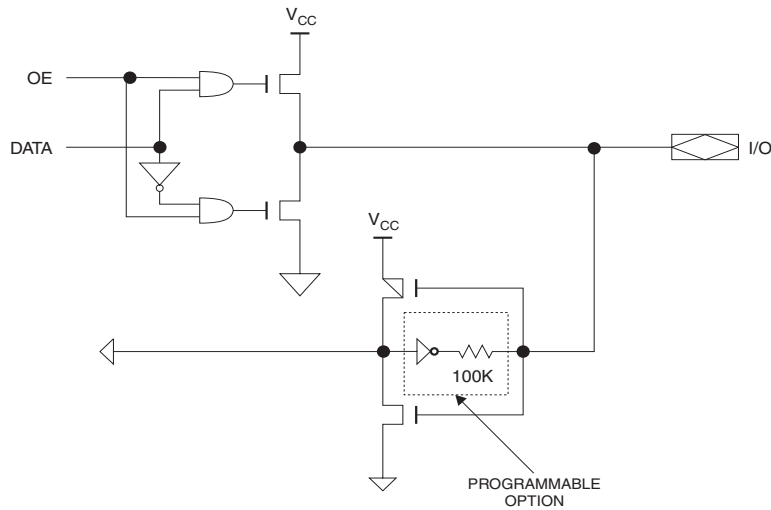 VCC
OE
DATA
I/O
VCC
100K
PROGRAMMABLE
OPTION